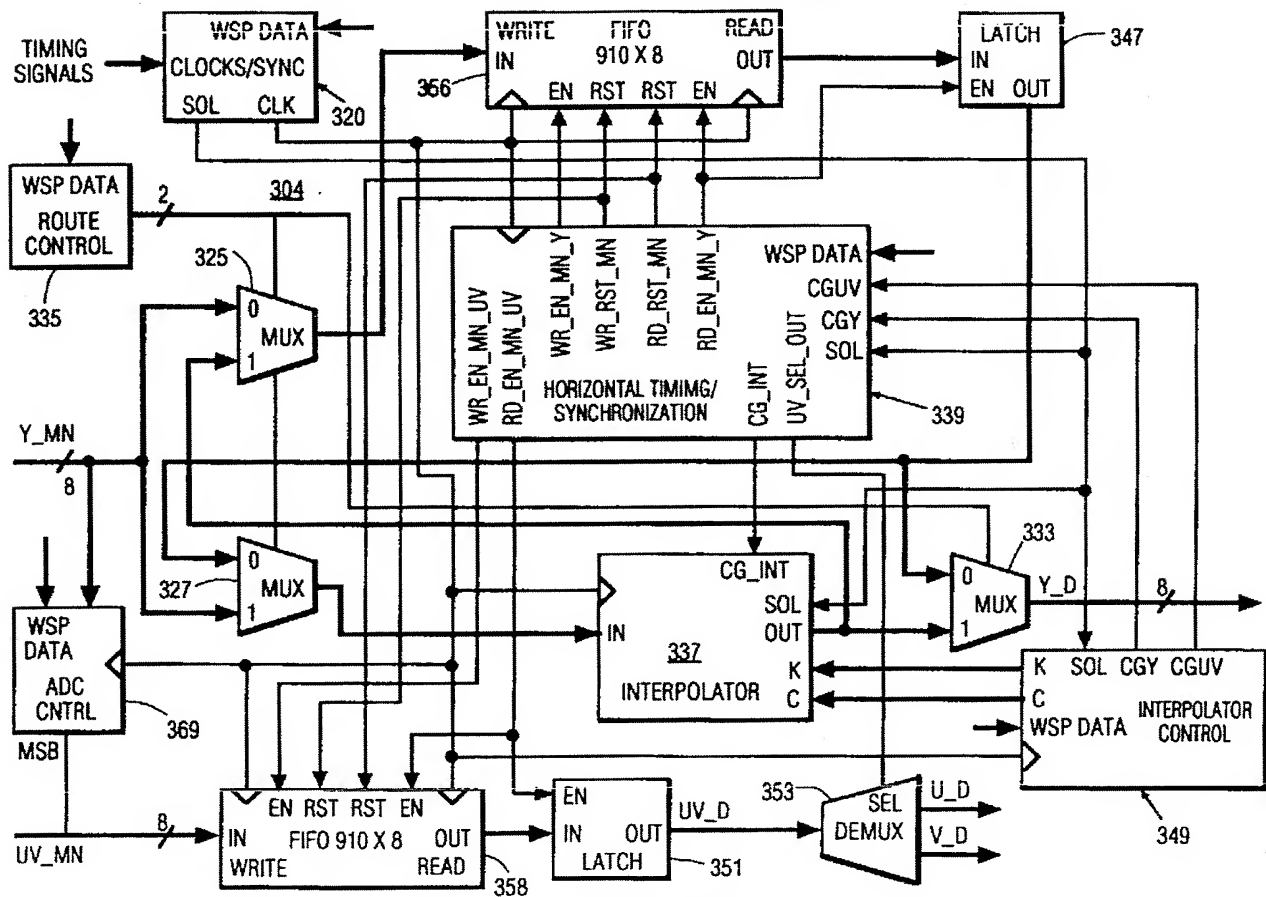 TIMING
SIGNALS
WSP DATA
CLOCKS/SYNC
SOL CLK
320
WRITE FIFO READ
IN 910 X 8 OUT
EN RST RST EN
356
LATCH
IN
EN OUT
347
WSP DATA
ROUTE
CONTROL
335
2
304
325
0
MUX
1
WR_EN_MN_UV
RD_EN_MN_UV
WR_EN_MN_Y
WR_RST_MN
RD_RST_MN
RD_EN_MN_Y
WSP DATA
CGUV
CGY
SOL
CG_INT
UV_SEL_OUT
HORIZONTAL TIMIMG/
SYNCHRONIZATION
339
Y_MN
8
327
0
MUX
1
CG_INT
SOL
OUT
IN
337
INTERPOLATOR
K
C
333
0
MUX
1
Y_D
8
WSP
DATA
ADC
CNTRL
369
MSB
K SOL CGY CGUV
C
WSP DATA
INTERPOLATOR
CONTROL
349
UV_MN
8
EN RST RST EN
IN FIFO 910 X 8 OUT
WRITE READ
358
EN
IN OUT
LATCH
351
UV_D
353
SEL
DEMUX
U_D
V_D